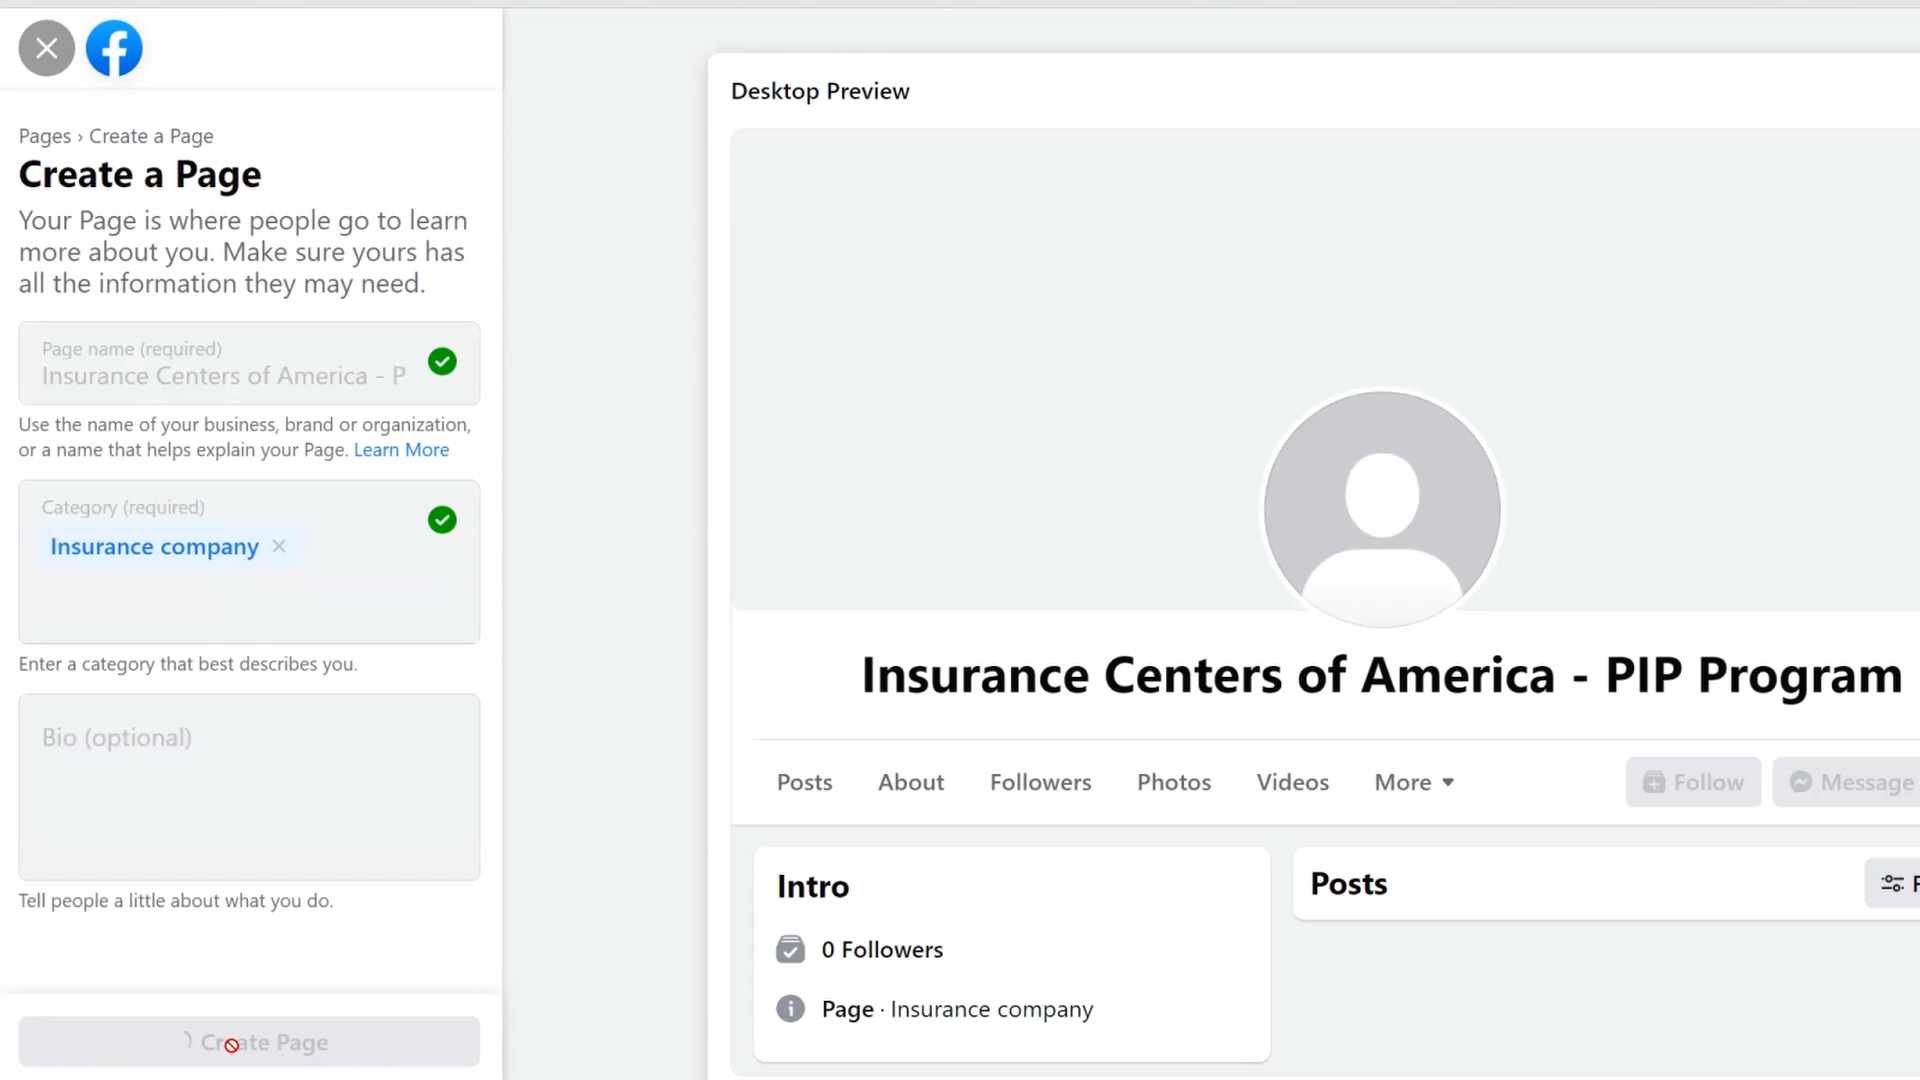 Pages › Create a Page
Create a Page
Your Page is where people go to learn
more about you. Make sure yours has
all the information they may need.
Page name (required)
Insurance Centers of America - P
Use the name of your business, brand or organization,
or a name that helps explain your Page. Learn More
Category (required)
Insurance company
Enter a category that best describes you.
Bio (optional)
Tell people a little about what you do.
Create Page
Desktop Preview
Insurance Centers of America - PIP Program
Posts About Followers Photos Videos More
Follow Message
Intro
0 Followers
Page · Insurance company
Posts